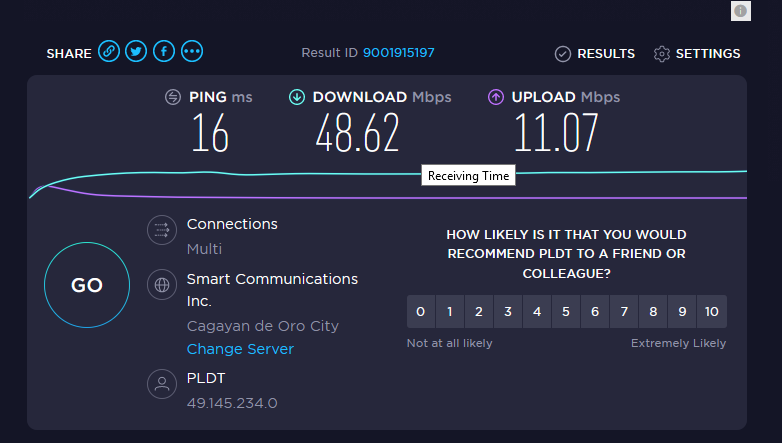 SHARE
Result ID 9001915197
RESULTS
SETTINGS
PING ms
DOWNLOAD Mbps
UPLOAD Mbps
16
48.62
11.07
Receiving Time
GO
Connections
Multi
Smart Communications
Inc.
Cagayan de Oro City
Change Server
PLDT
49.145.234.0
HOW LIKELY IS IT THAT YOU WOULD
RECOMMEND PLDT TO A FRIEND OR
COLLEAGUE?
0 1 2 3 4 5 6 7 8 9 10
Not at all likely
Extremely Likely